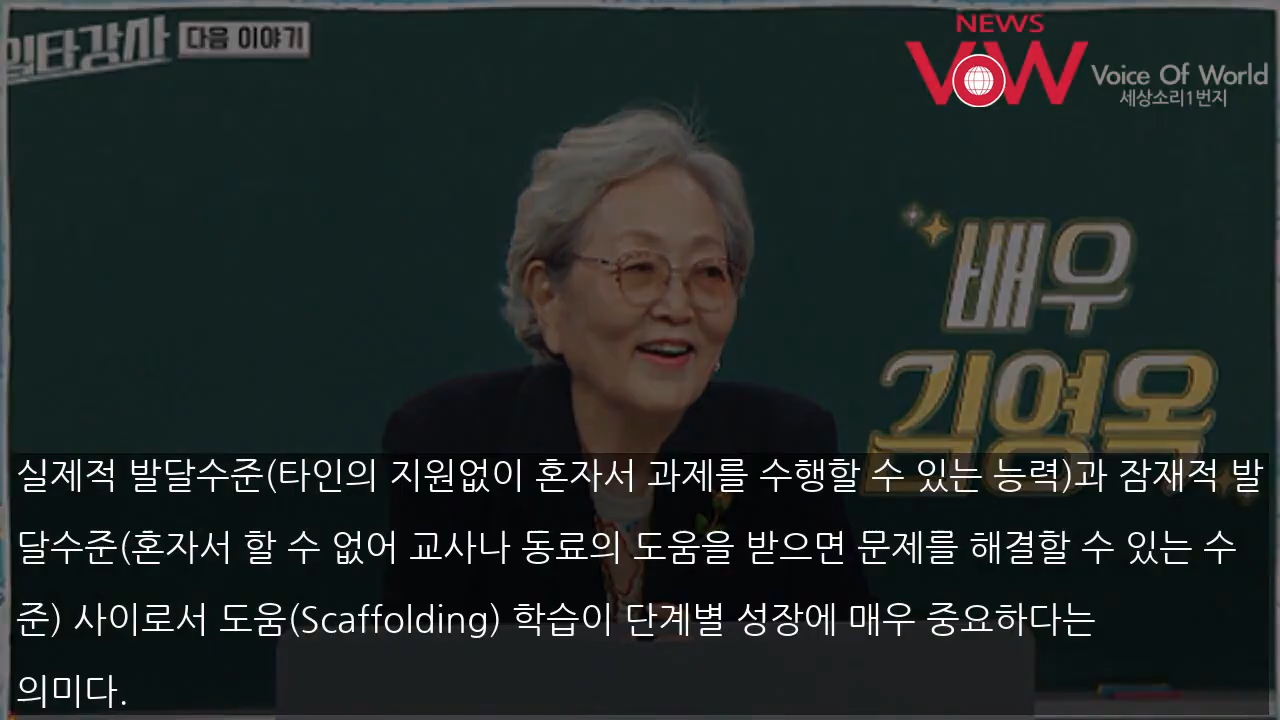 일타강사 다음 이야기
NEWS
VOW Voice Of World
세상소리1번지
배우
김영옥
실제적 발달수준(타인의 지원없이 혼자서 과제를 수행할 수 있는 능력)과 잠재적 발
달수준(혼자서 할 수 없어 교사나 동료의 도움을 받으면 문제를 해결할 수 있는 수
준) 사이로서 도움(Scaffolding) 학습이 단계별 성장에 매우 중요하다는
의미다.